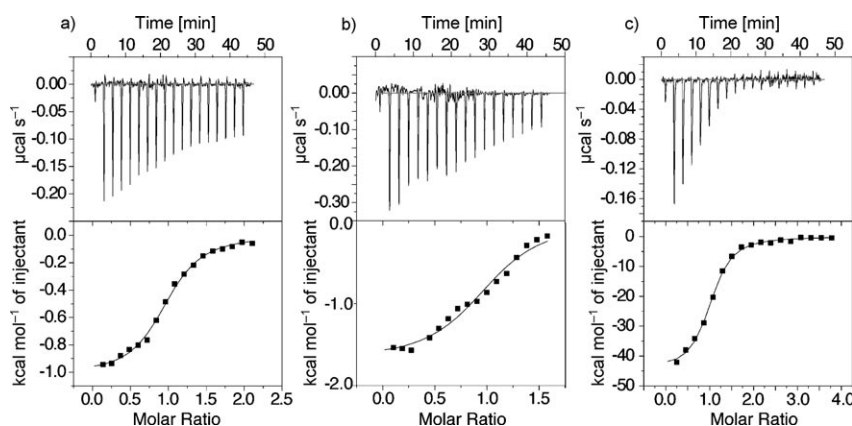 a) Time [min]
0 10 20 30 40 50
0.00
-0.05
-0.10
-0.15
-0.20
µcal s⁻¹
0.0
-0.2
-0.4
-0.6
-0.8
-1.0
kcal mol⁻¹ of injectant
0.0 0.5 1.0 1.5 2.0 2.5
Molar Ratio
b) Time [min]
0 10 20 30 40 50
0.00
-0.10
-0.20
-0.30
µcal s⁻¹
0.0
-1.0
-2.0
kcal mol⁻¹ of injectant
0.0 0.5 1.0 1.5
Molar Ratio
c) Time [min]
0 10 20 30 40 50
0.00
-0.04
-0.08
-0.12
-0.16
µcal s⁻¹
0
-10
-20
-30
-40
-50
kcal mol⁻¹ of injectant
0.0 1.0 2.0 3.0 4.0
Molar Ratio